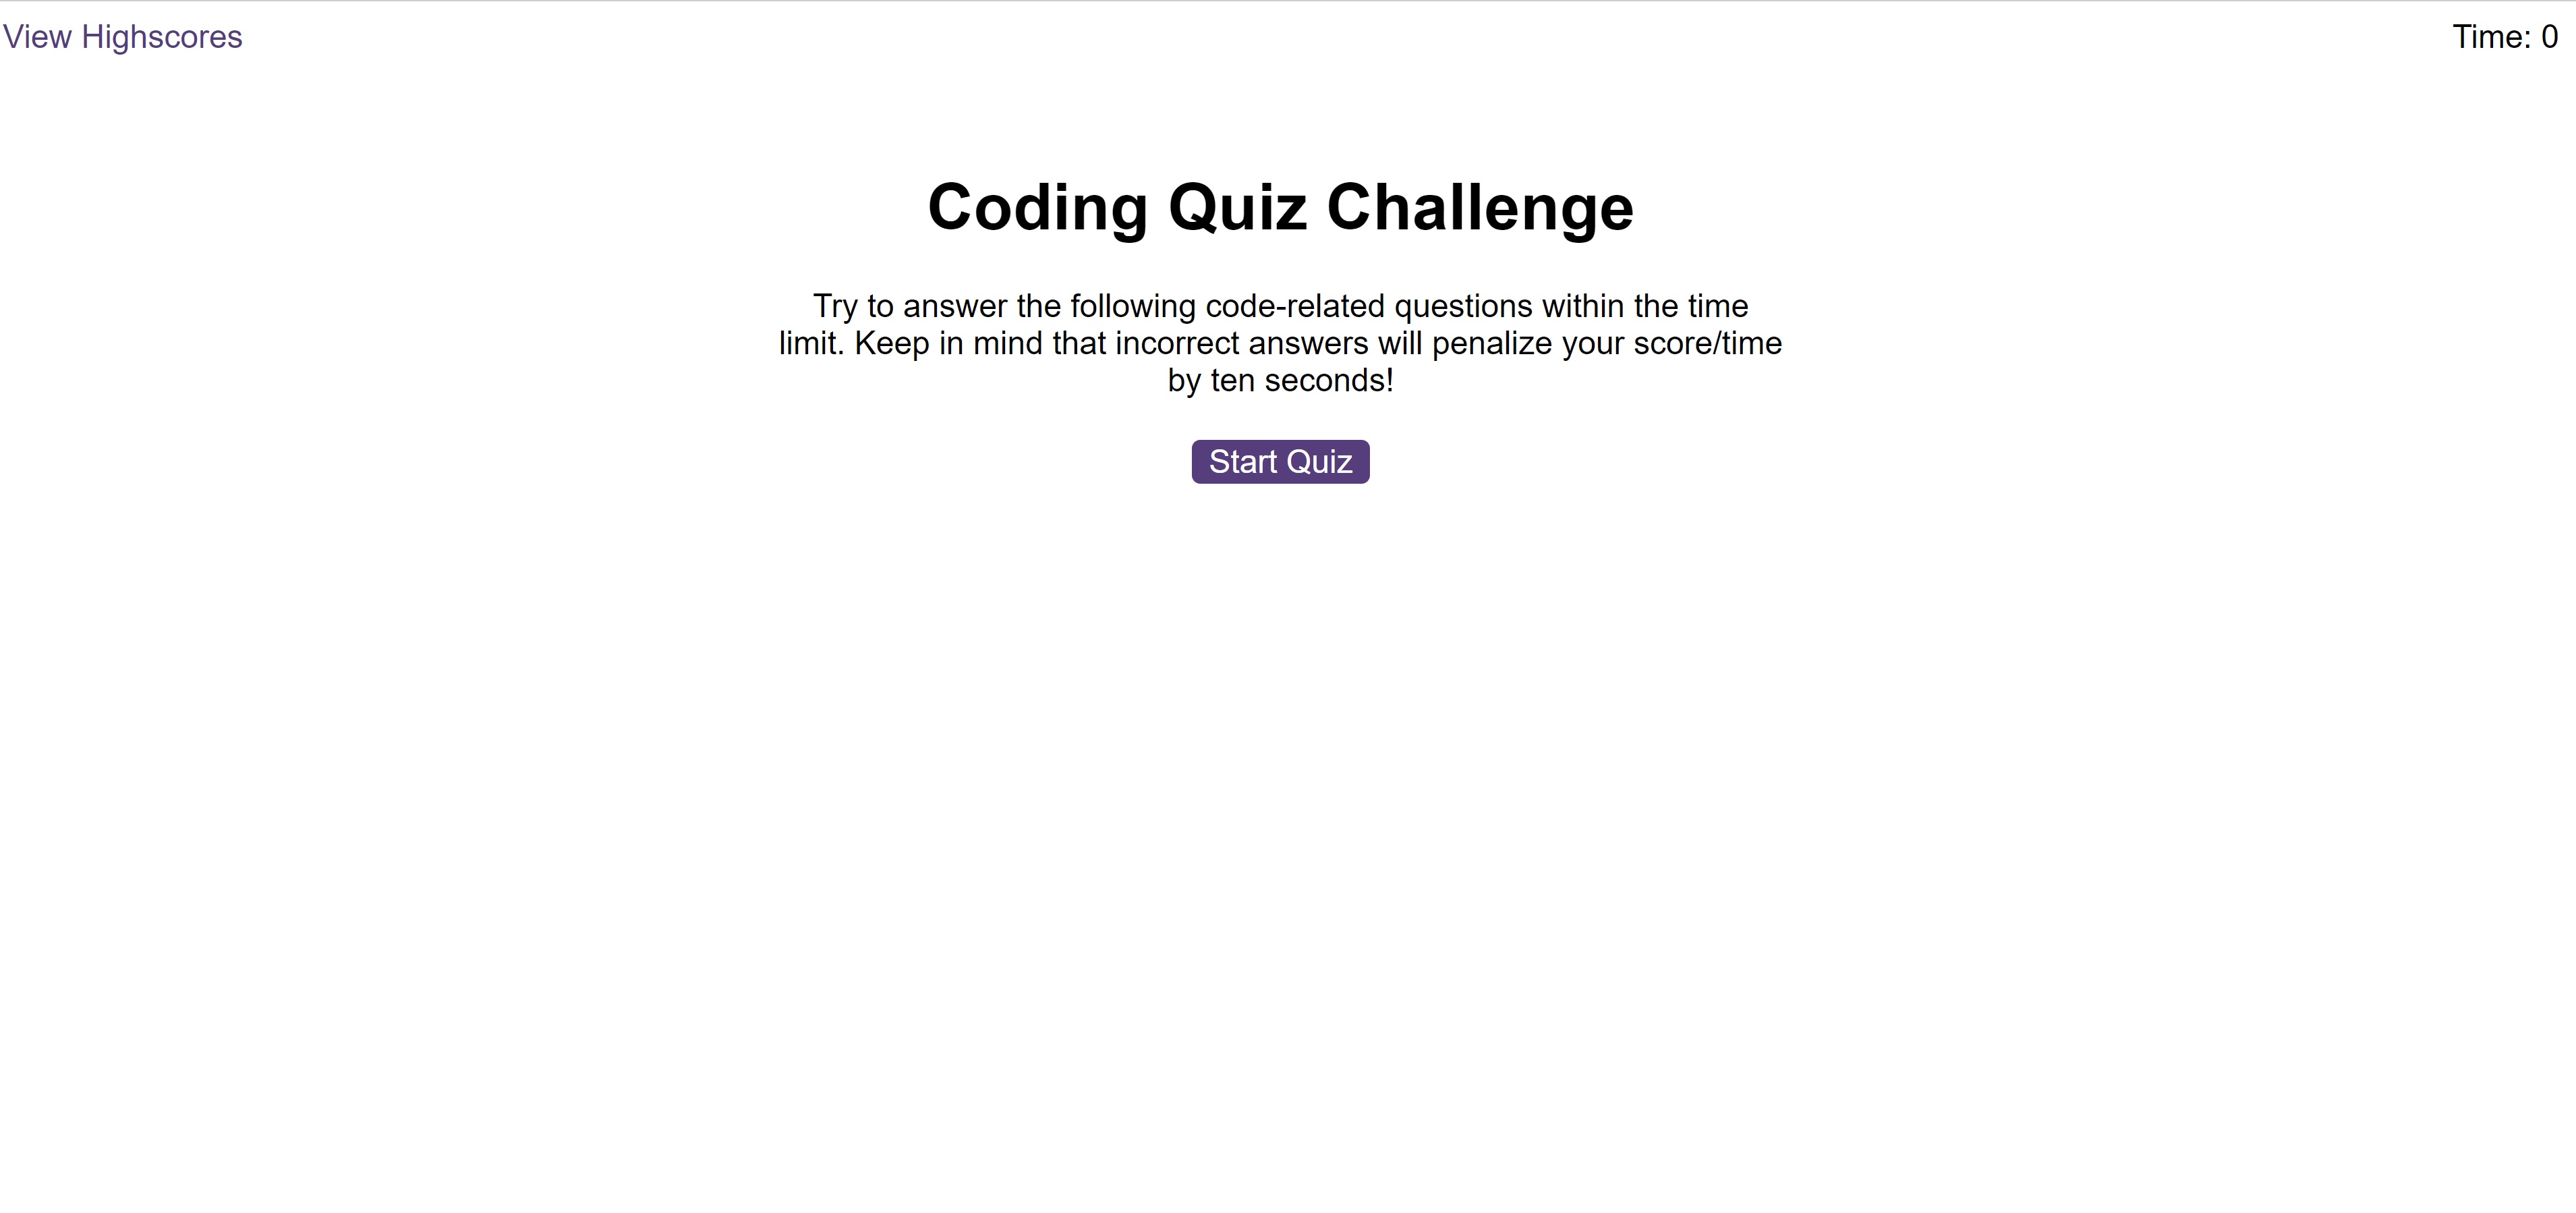 View Highscores
Time: 0
Coding Quiz Challenge
Try to answer the following code-related questions within the time
limit. Keep in mind that incorrect answers will penalize your score/time
by ten seconds!
Start Quiz